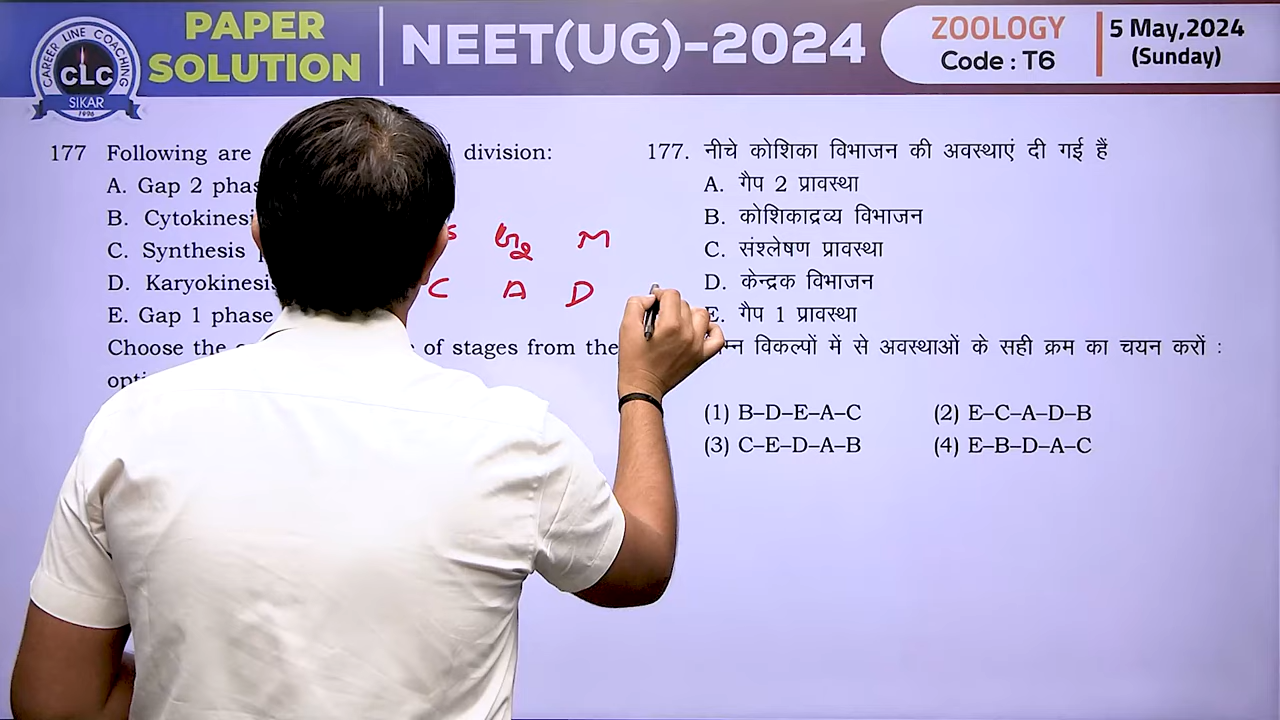 CAREER LINE COACHING
CLC
SIKAR
1996
PAPER
SOLUTION
NEET(UG)-2024
ZOOLOGY
Code : T6
5 May,2024
(Sunday)
177 Following are division:
A. Gap 2
B. Cytokinesi
C. Synthesis
D. Karyokinesi
E. Gap 1 phase
Choose the of stages from the
S G2 M
C A D
177. नीचे कोशिका विभाजन की अवस्थाएं दी गई हैं
A. गैप 2 प्रावस्था
B. कोशिकाद्रव्य विभाजन
C. संश्लेषण प्रावस्था
D. केन्द्रक विभाजन
E. गैप 1 प्रावस्था
विकल्पों में से अवस्थाओं के सही क्रम का चयन करों :
(1) B–D–E–A–C (2) E–C–A–D–B
(3) C–E–D–A–B (4) E–B–D–A–C